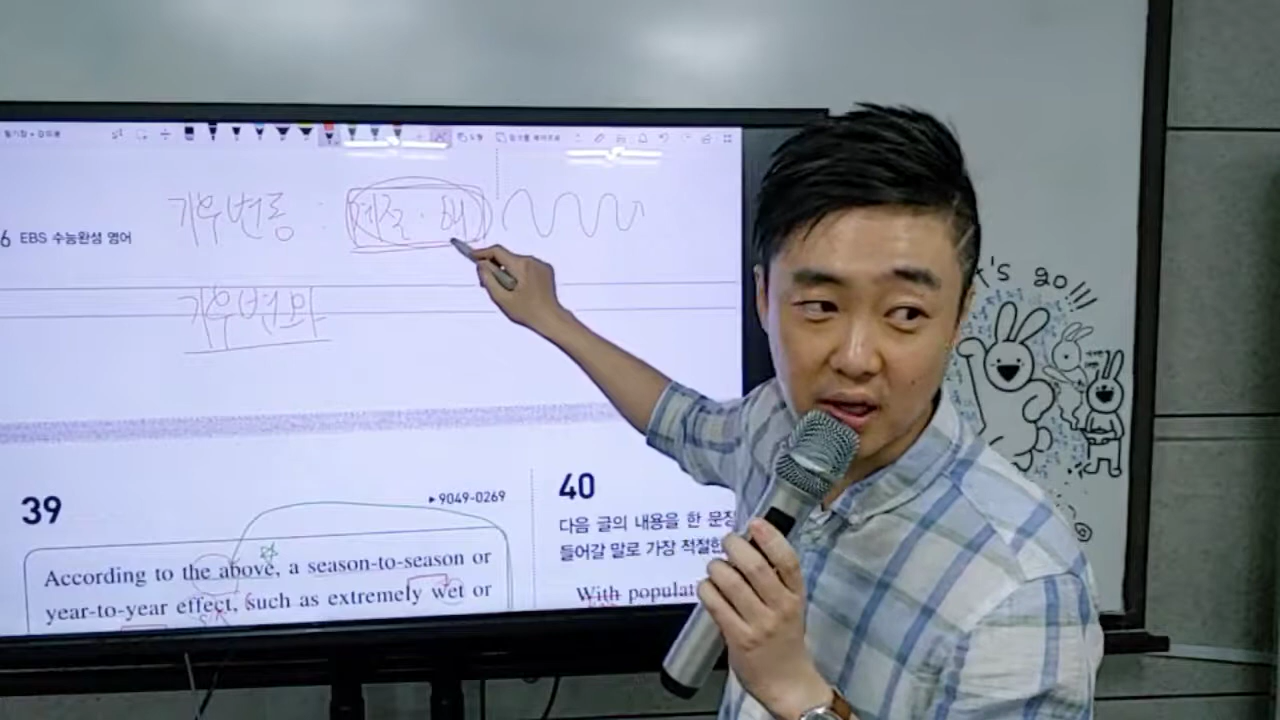 기후변동 : 계절·해
6 EBS 수능완성 영어
기후변화
's go!!!
39
▶9049-0269
According to the above, a season-to-season or
year-to-year effect, such as extremely wet or
40
다음 글의 내용을 한 문장
들어갈 말로 가장 적절한
With populati